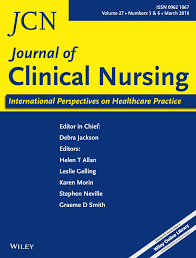 ISSN 0962 1067
Volume 27 • Numbers 5 & 6 • March 2018
JCN
Journal of
Clinical Nursing
International Perspectives on Healthcare Practice
Editor in Chief:
Debra Jackson
Editors:
Helen T Allan
Leslie Gelling
Karen Morin
Stephen Neville
Graeme D Smith
WILEY
Wiley Online Library